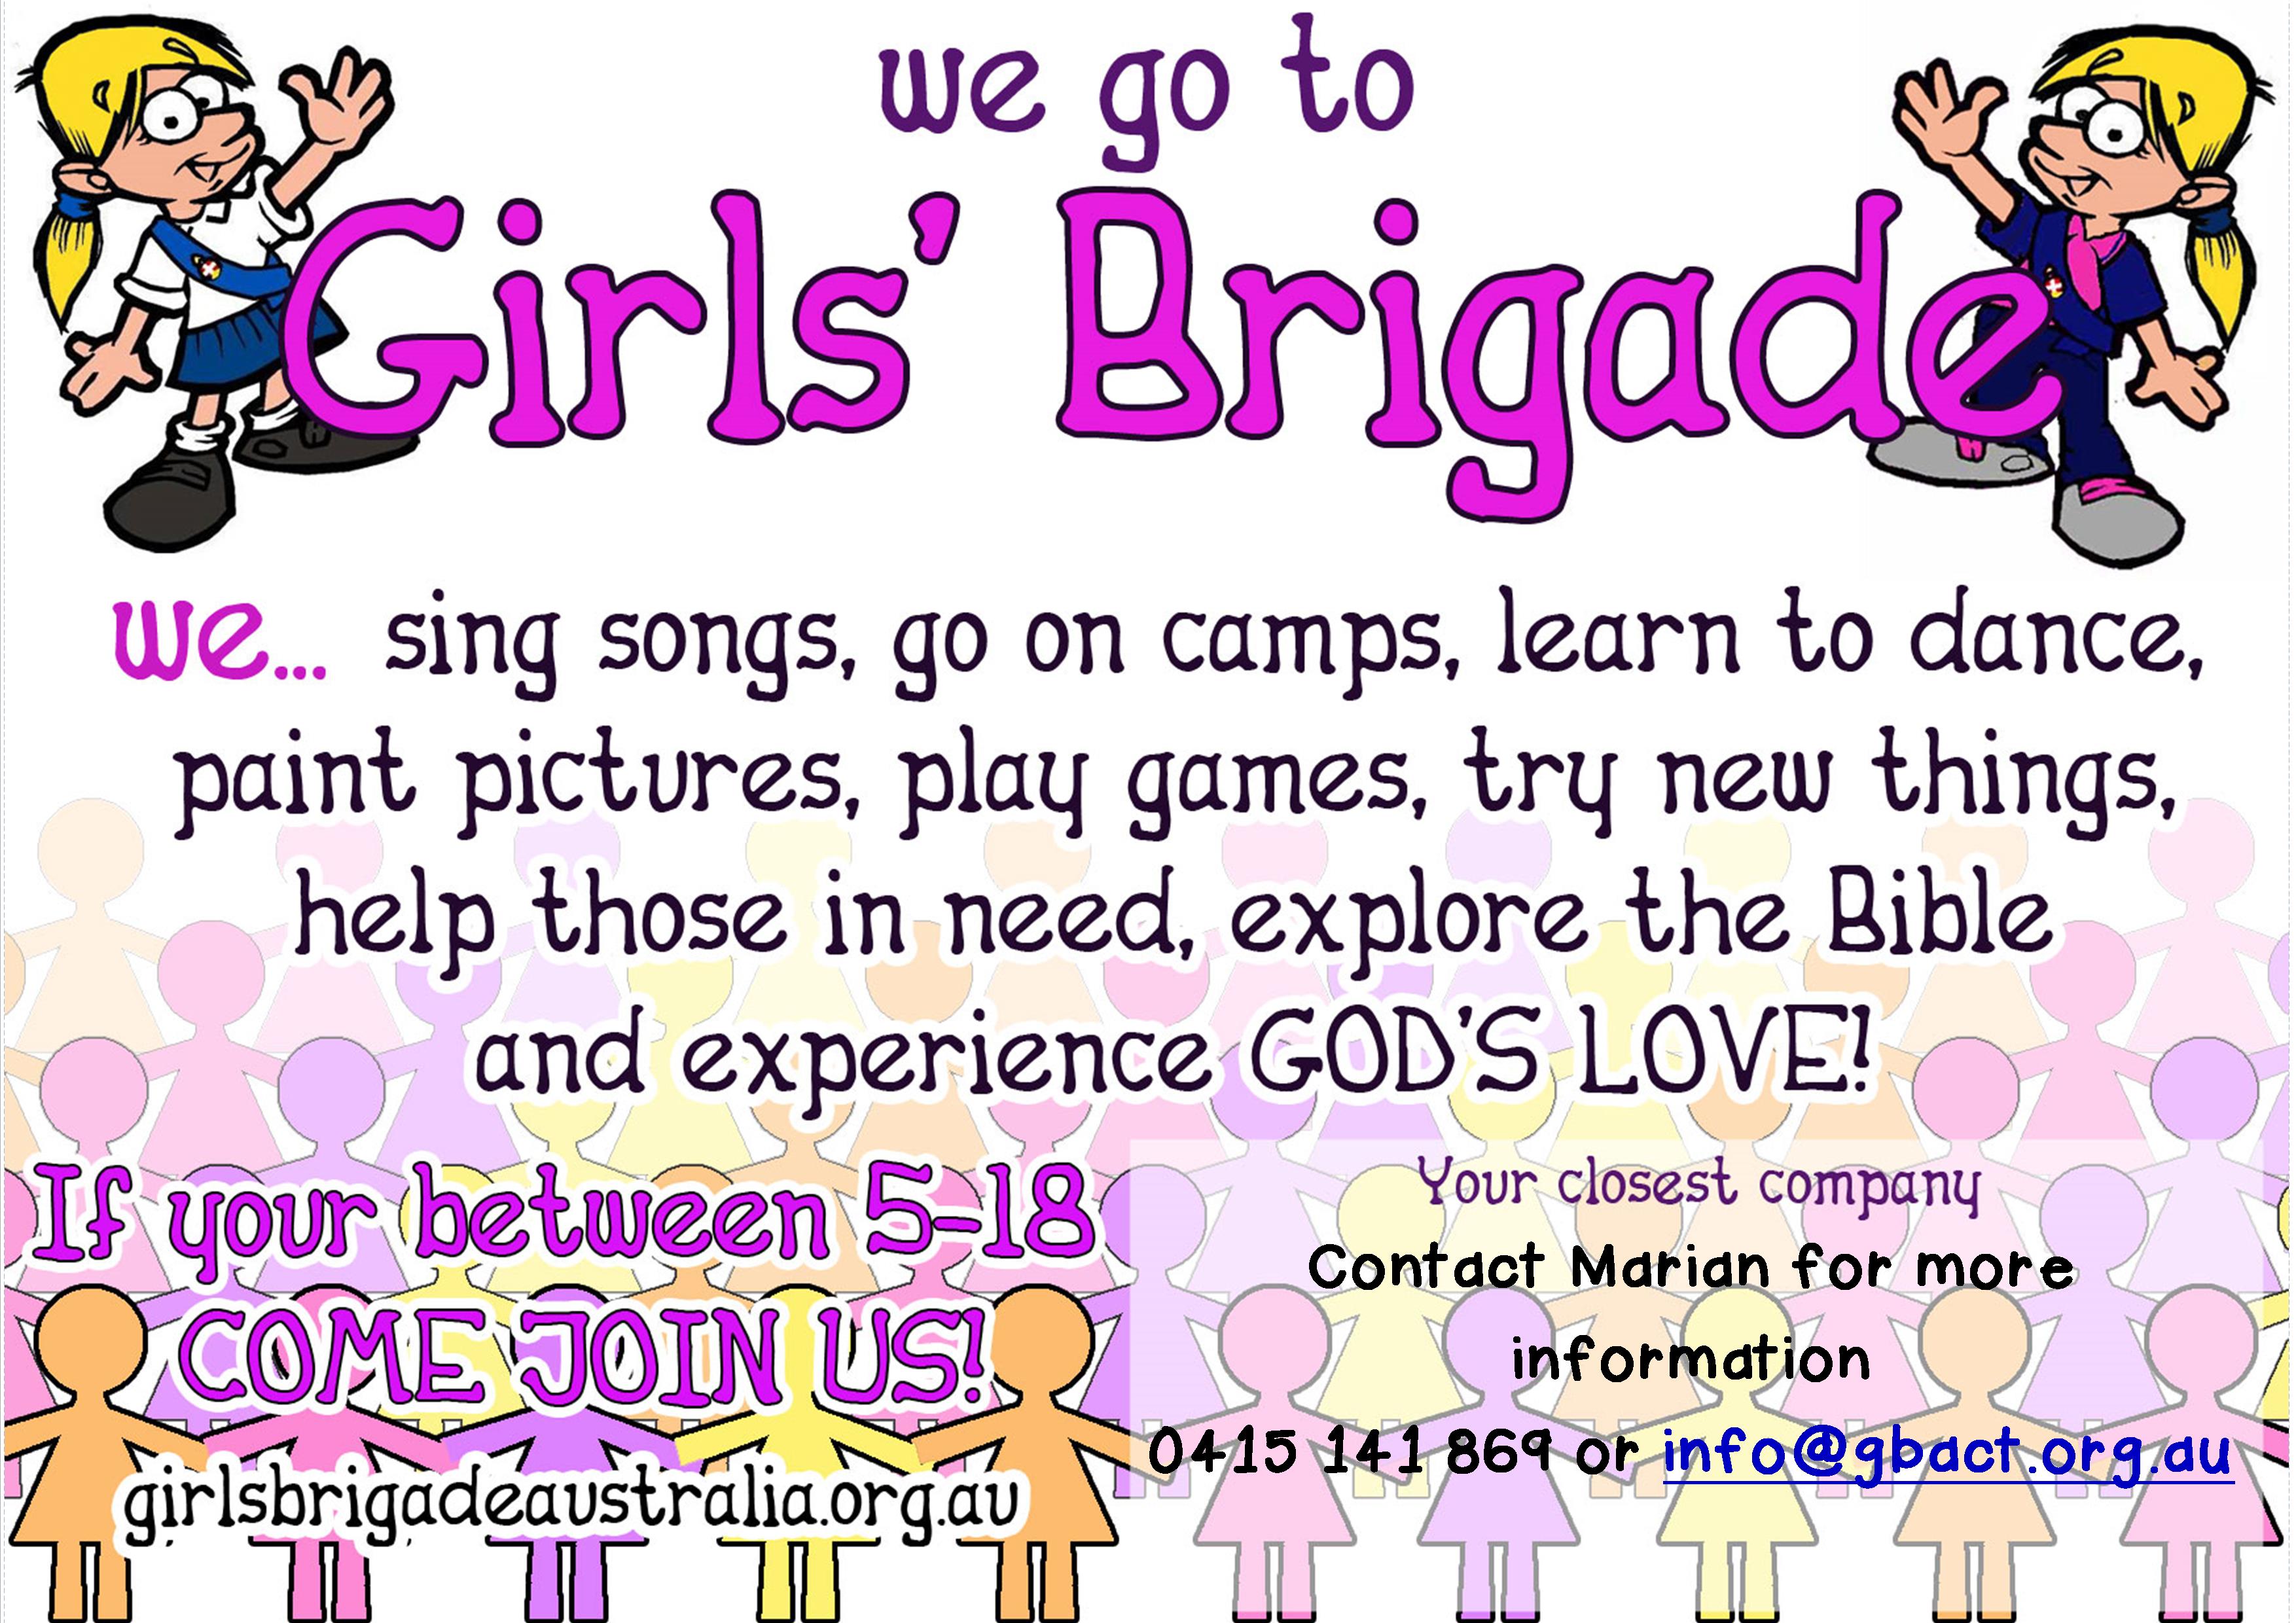 we go to
Girls' Brigade
we... sing songs, go on camps, learn to dance,
paint pictures, play games, try new things,
help those in need, explore the Bible
and experience GOD'S LOVE!
If your between 5-18
COME JOIN US!
girlsbrigadeaustralia.org.au
Your closest company
Contact Marian for more
information
0415 141 869 or info@gbact.org.au